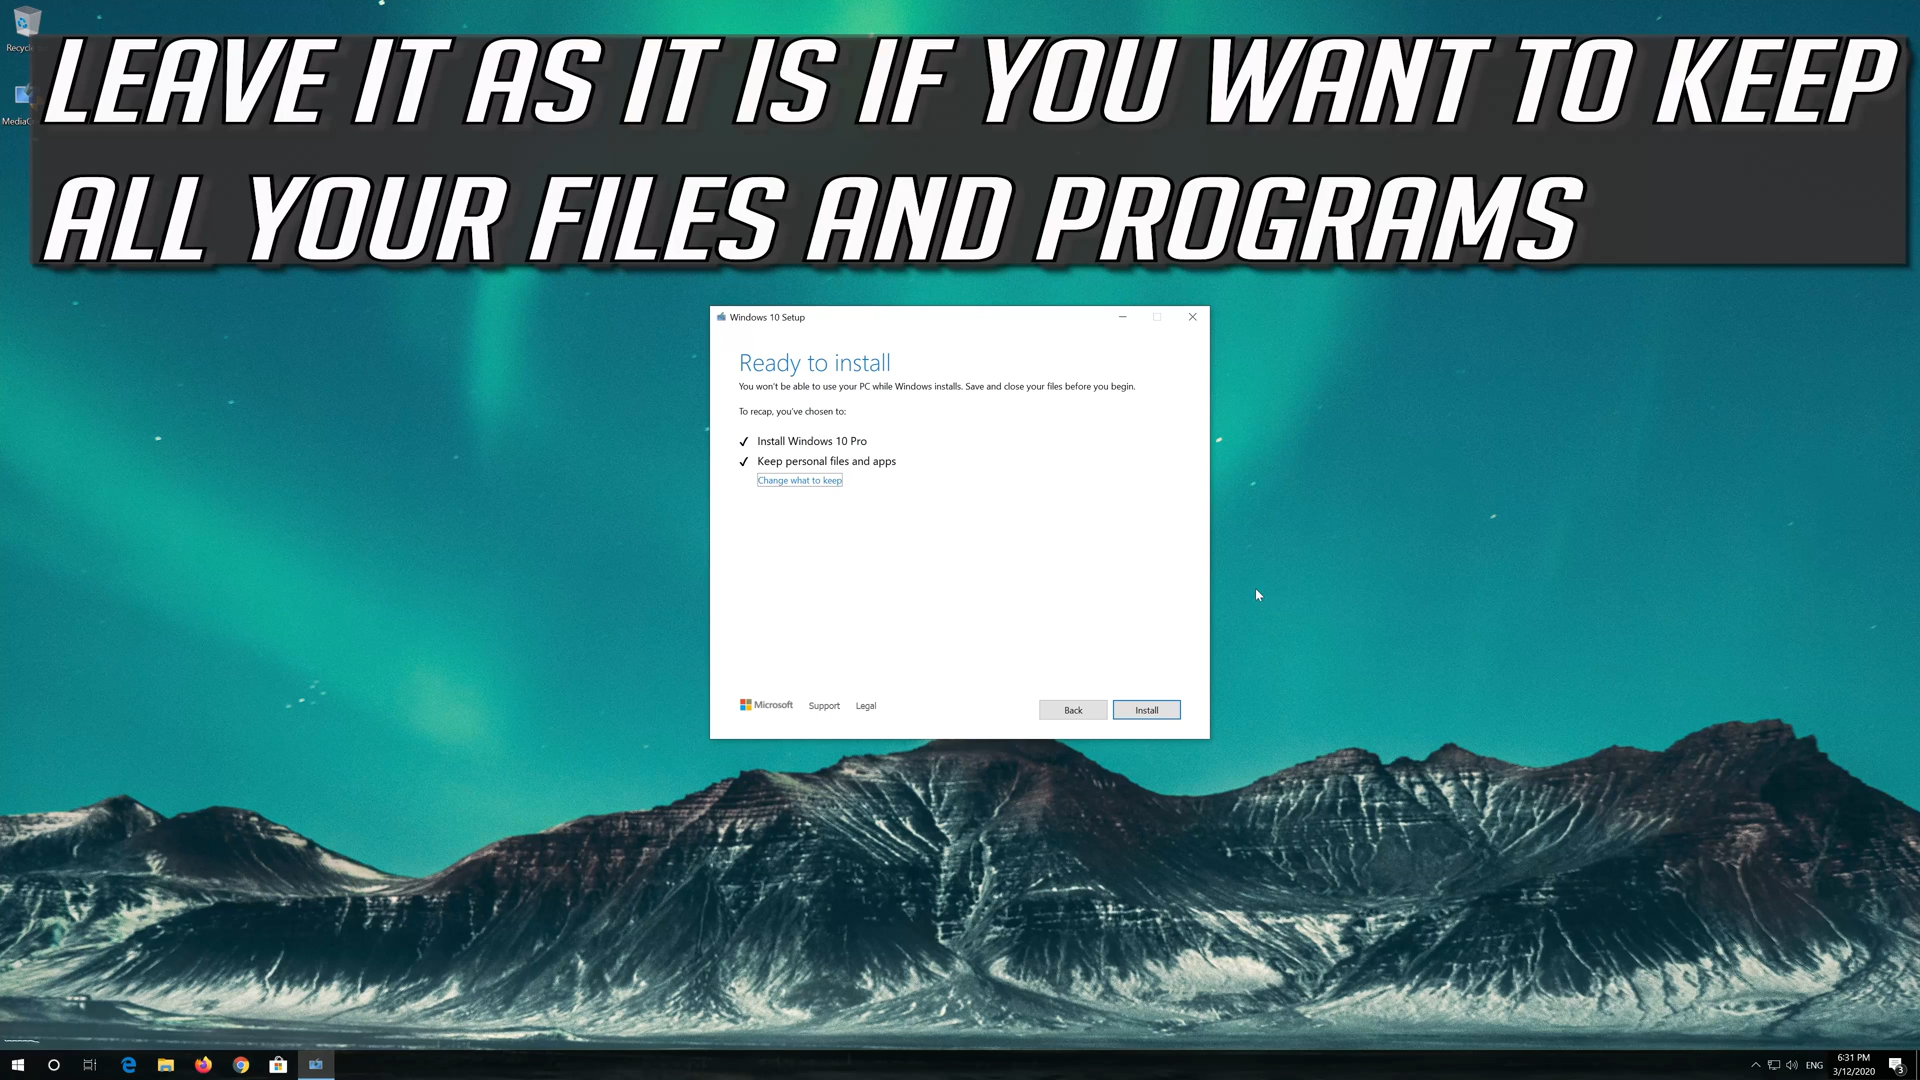 LEAVE IT AS IT IS IF YOU WANT TO KEEP
ALL YOUR FILES AND PROGRAMS
Windows 10 Setup
Ready to install
You won't be able to use your PC while Windows installs. Save and close your files before you begin.
To recap, you've chosen to:
✓ Install Windows 10 Pro
✓ Keep personal files and apps
Change what to keep
Microsoft Support Legal
Back Install
ENG
6:31 PM
3/12/2020
3